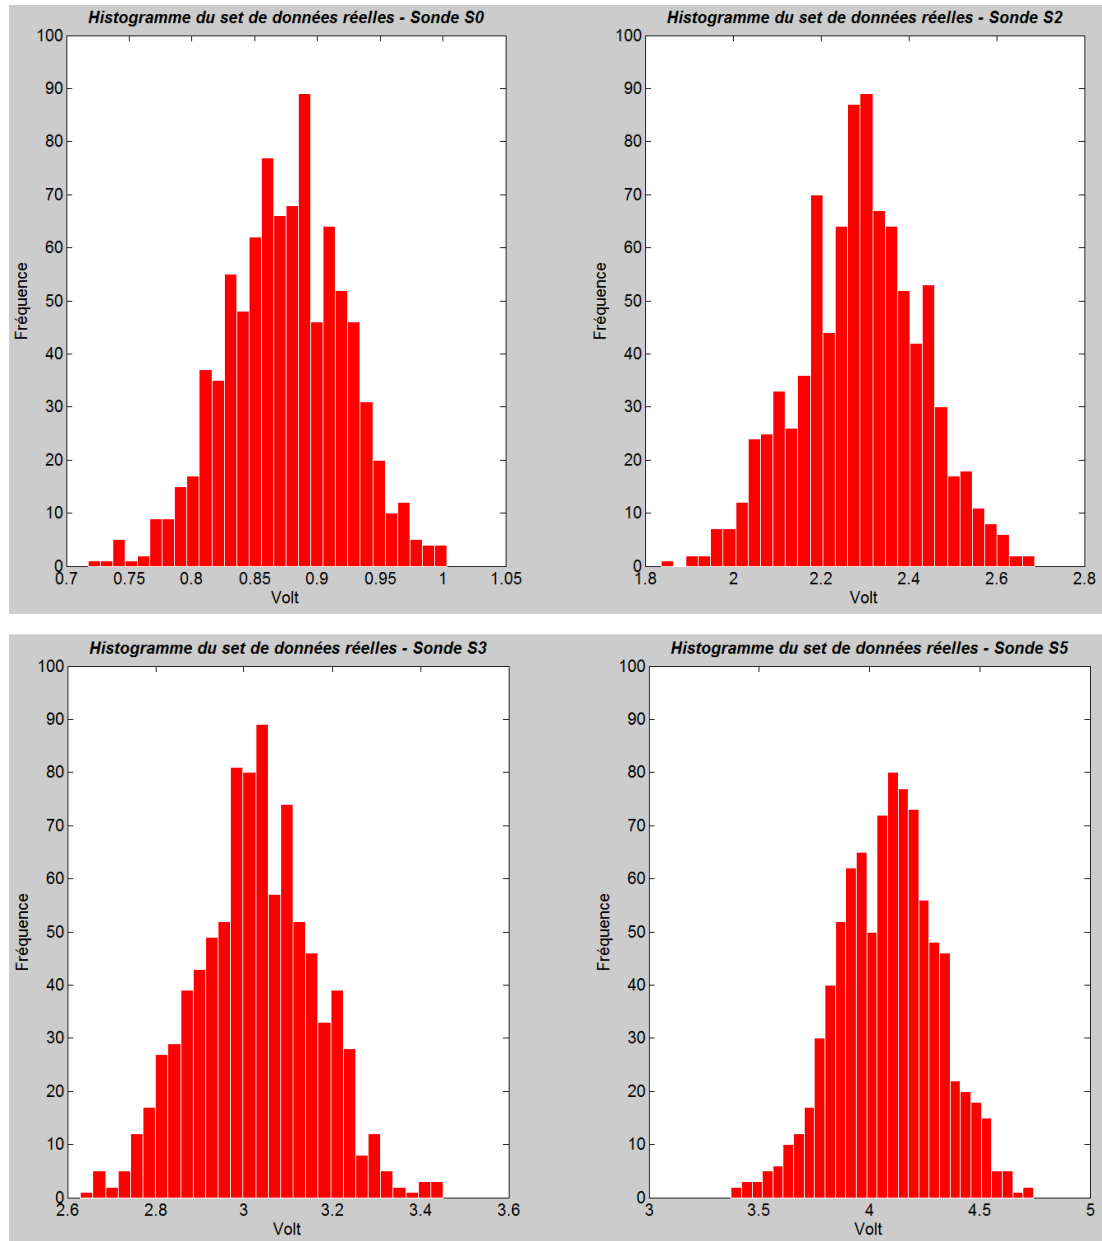 Histogramme du set de données réelles - Sonde S0
100
90
80
70
60
50
40
30
20
10
0
Fréquence
0.7 0.75 0.8 0.85 0.9 0.95 1 1.05
Volt
Histogramme du set de données réelles - Sonde S2
100
90
80
70
60
50
40
30
20
10
0
Fréquence
1.8 2 2.2 2.4 2.6 2.8
Volt
Histogramme du set de données réelles - Sonde S3
100
90
80
70
60
50
40
30
20
10
0
Fréquence
2.6 2.8 3 3.2 3.4 3.6
Volt
Histogramme du set de données réelles - Sonde S5
100
90
80
70
60
50
40
30
20
10
0
Fréquence
3 3.5 4 4.5 5
Volt